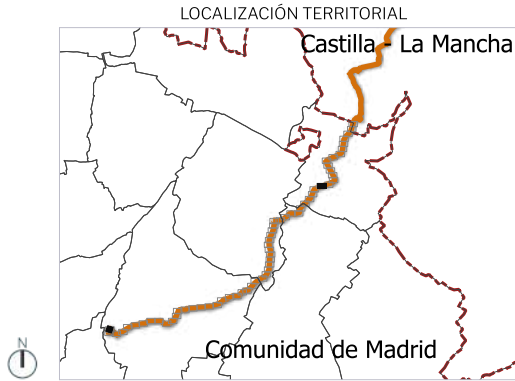 LOCALIZACIÓN TERRITORIAL
Castilla - La Mancha
Comunidad de Madrid
N